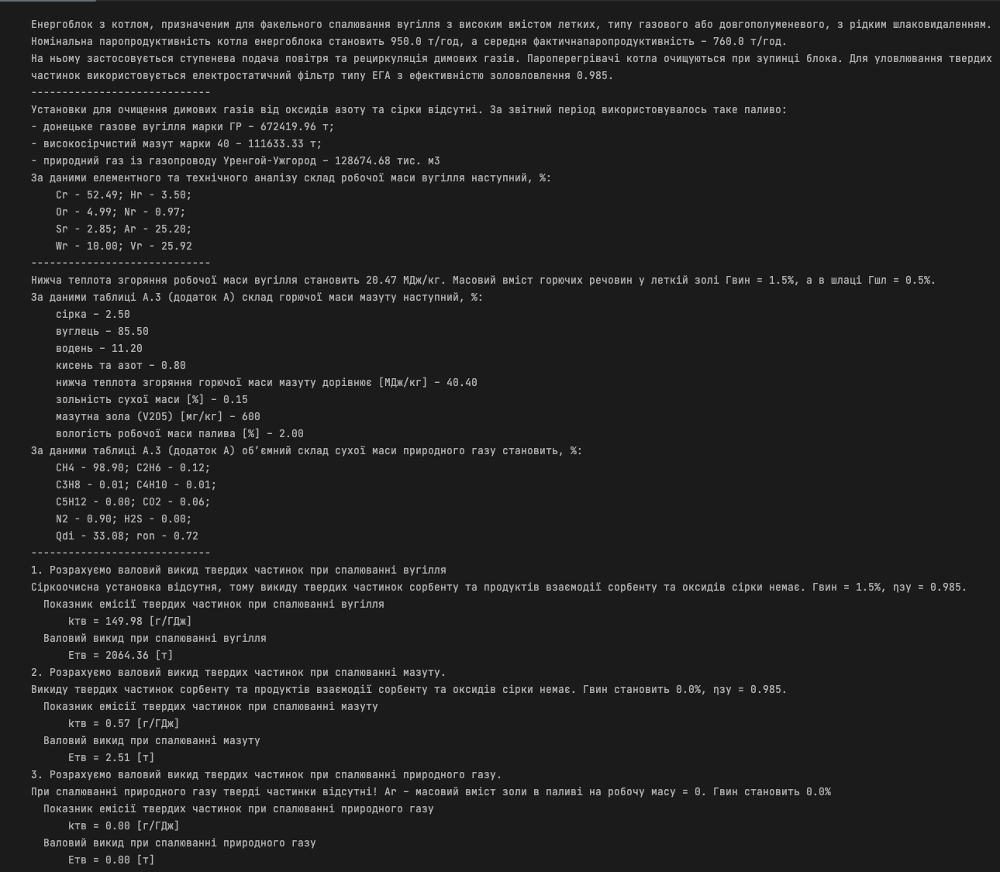 Енергоблок з котлом, призначеним для факельного спалювання вугілля з високим вмістом летких, типу газового або довгополуменевого, з рідким шлаковидаленням.
Номінальна паропродуктивність котла енергоблока становить 950.0 т/год, а середня фактичнапаропродуктивність – 760.0 т/год.
На ньому застосовується ступенева подача повітря та рециркуляція димових газів. Пароперегрівачі котла очищуються при зупинці блока. Для уловлювання твердих
частинок використовується електростатичний фільтр типу ЕГА з ефективністю золовловлення 0.985.
-----------------------------
Установки для очищення димових газів від оксидів азоту та сірки відсутні. За звітний період використовувалось таке паливо:
- донецьке газове вугілля марки ГР – 672419.96 т;
- високосірчистий мазут марки 40 – 111633.33 т;
- природний газ із газопроводу Уренгой-Ужгород – 128674.68 тис. м3
За даними елементного та технічного аналізу склад робочої маси вугілля наступний, %:
Cr - 52.49; Hr - 3.50;
Or - 4.99; Nr - 0.97;
Sr - 2.85; Ar - 25.20;
Wr - 10.00; Vr - 25.92
-----------------------------
Нижча теплота згоряння робочої маси вугілля становить 20.47 МДж/кг. Масовий вміст горючих речовин у леткій золі Гвин = 1.5%, а в шлаці Гшл = 0.5%.
За даними таблиці А.3 (додаток А) склад горючої маси мазуту наступний, %:
сірка – 2.50
вуглець – 85.50
водень – 11.20
кисень та азот – 0.80
нижча теплота згоряння горючої маси мазуту дорівнює [МДж/кг] – 40.40
зольність сухої маси [%] – 0.15
мазутна зола (V2O5) [мг/кг] – 600
вологість робочої маси палива [%] – 2.00
За даними таблиці А.3 (додаток А) об’ємний склад сухої маси природного газу становить, %:
CH4 - 98.90; C2H6 - 0.12;
C3H8 - 0.01; C4H10 - 0.01;
C5H12 - 0.00; CO2 - 0.06;
N2 - 0.90; H2S - 0.00;
Qdi - 33.08; ron - 0.72
-----------------------------
1. Розрахуємо валовий викид твердих частинок при спалюванні вугілля
Сіркоочисна установка відсутня, тому викиду твердих частинок сорбенту та продуктів взаємодії сорбенту та оксидів сірки немає. Гвин = 1.5%, ηзу = 0.985.
Показник емісії твердих частинок при спалюванні вугілля
kтв = 149.98 [г/ГДж]
Валовий викид при спалюванні вугілля
Eтв = 2064.36 [т]
2. Розрахуємо валовий викид твердих частинок при спалюванні мазуту.
Викиду твердих частинок сорбенту та продуктів взаємодії сорбенту та оксидів сірки немає. Гвин становить 0.0%, ηзу = 0.985.
Показник емісії твердих частинок при спалюванні мазуту
kтв = 0.57 [г/ГДж]
Валовий викид при спалюванні мазуту
Eтв = 2.51 [т]
3. Розрахуємо валовий викид твердих частинок при спалюванні природного газу.
При спалюванні природного газу тверді частинки відсутні! Ar – масовий вміст золи в паливі на робочу масу = 0. Гвин становить 0.0%
Показник емісії твердих частинок при спалюванні природного газу
kтв = 0.00 [г/ГДж]
Валовий викид при спалюванні природного газу
Eтв = 0.00 [т]